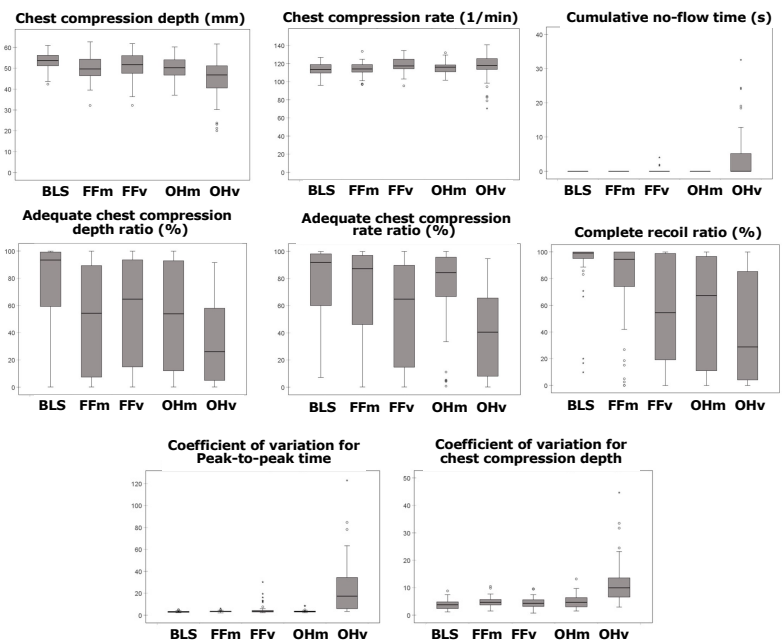 Chest compression depth (mm)
60
50
40
30
20
10
0
BLS FFm FFv OHm OHv
Chest compression rate (1/min)
140
120
100
80
60
40
20
0
BLS FFm FFv OHm OHv
Cumulative no-flow time (s)
40
30
20
10
0
BLS FFm FFv OHm OHv
Adequate chest compression
depth ratio (%)
100
80
60
40
20
0
BLS FFm FFv OHm OHv
Adequate chest compression
rate ratio (%)
100
80
60
40
20
0
BLS FFm FFv OHm OHv
Complete recoil ratio (%)
100
80
60
40
20
0
BLS FFm FFv OHm OHv
Coefficient of variation for
Peak-to-peak time
120
100
80
60
40
20
0
BLS FFm FFv OHm OHv
Coefficient of variation for
chest compression depth
50
40
30
20
10
0
BLS FFm FFv OHm OHv